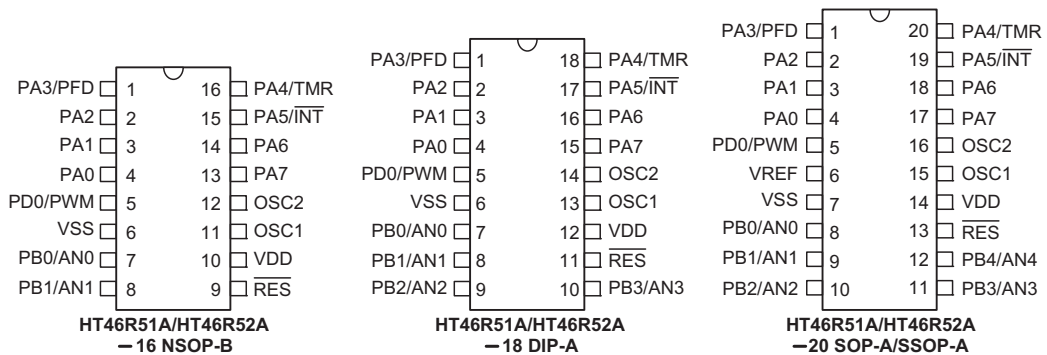 PA3/PFD 1 16 PA4/TMR
PA2 2 15 PA5/INT
PA1 3 14 PA6
PA0 4 13 PA7
PD0/PWM 5 12 OSC2
VSS 6 11 OSC1
PB0/AN0 7 10 VDD
PB1/AN1 8 9 RES
HT46R51A/HT46R52A
–16 NSOP-B
PA3/PFD 1 18 PA4/TMR
PA2 2 17 PA5/INT
PA1 3 16 PA6
PA0 4 15 PA7
PD0/PWM 5 14 OSC2
VSS 6 13 OSC1
PB0/AN0 7 12 VDD
PB1/AN1 8 11 RES
PB2/AN2 9 10 PB3/AN3
HT46R51A/HT46R52A
–18 DIP-A
PA3/PFD 1 20 PA4/TMR
PA2 2 19 PA5/INT
PA1 3 18 PA6
PA0 4 17 PA7
PD0/PWM 5 16 OSC2
VREF 6 15 OSC1
VSS 7 14 VDD
PB0/AN0 8 13 RES
PB1/AN1 9 12 PB4/AN4
PB2/AN2 10 11 PB3/AN3
HT46R51A/HT46R52A
–20 SOP-A/SSOP-A